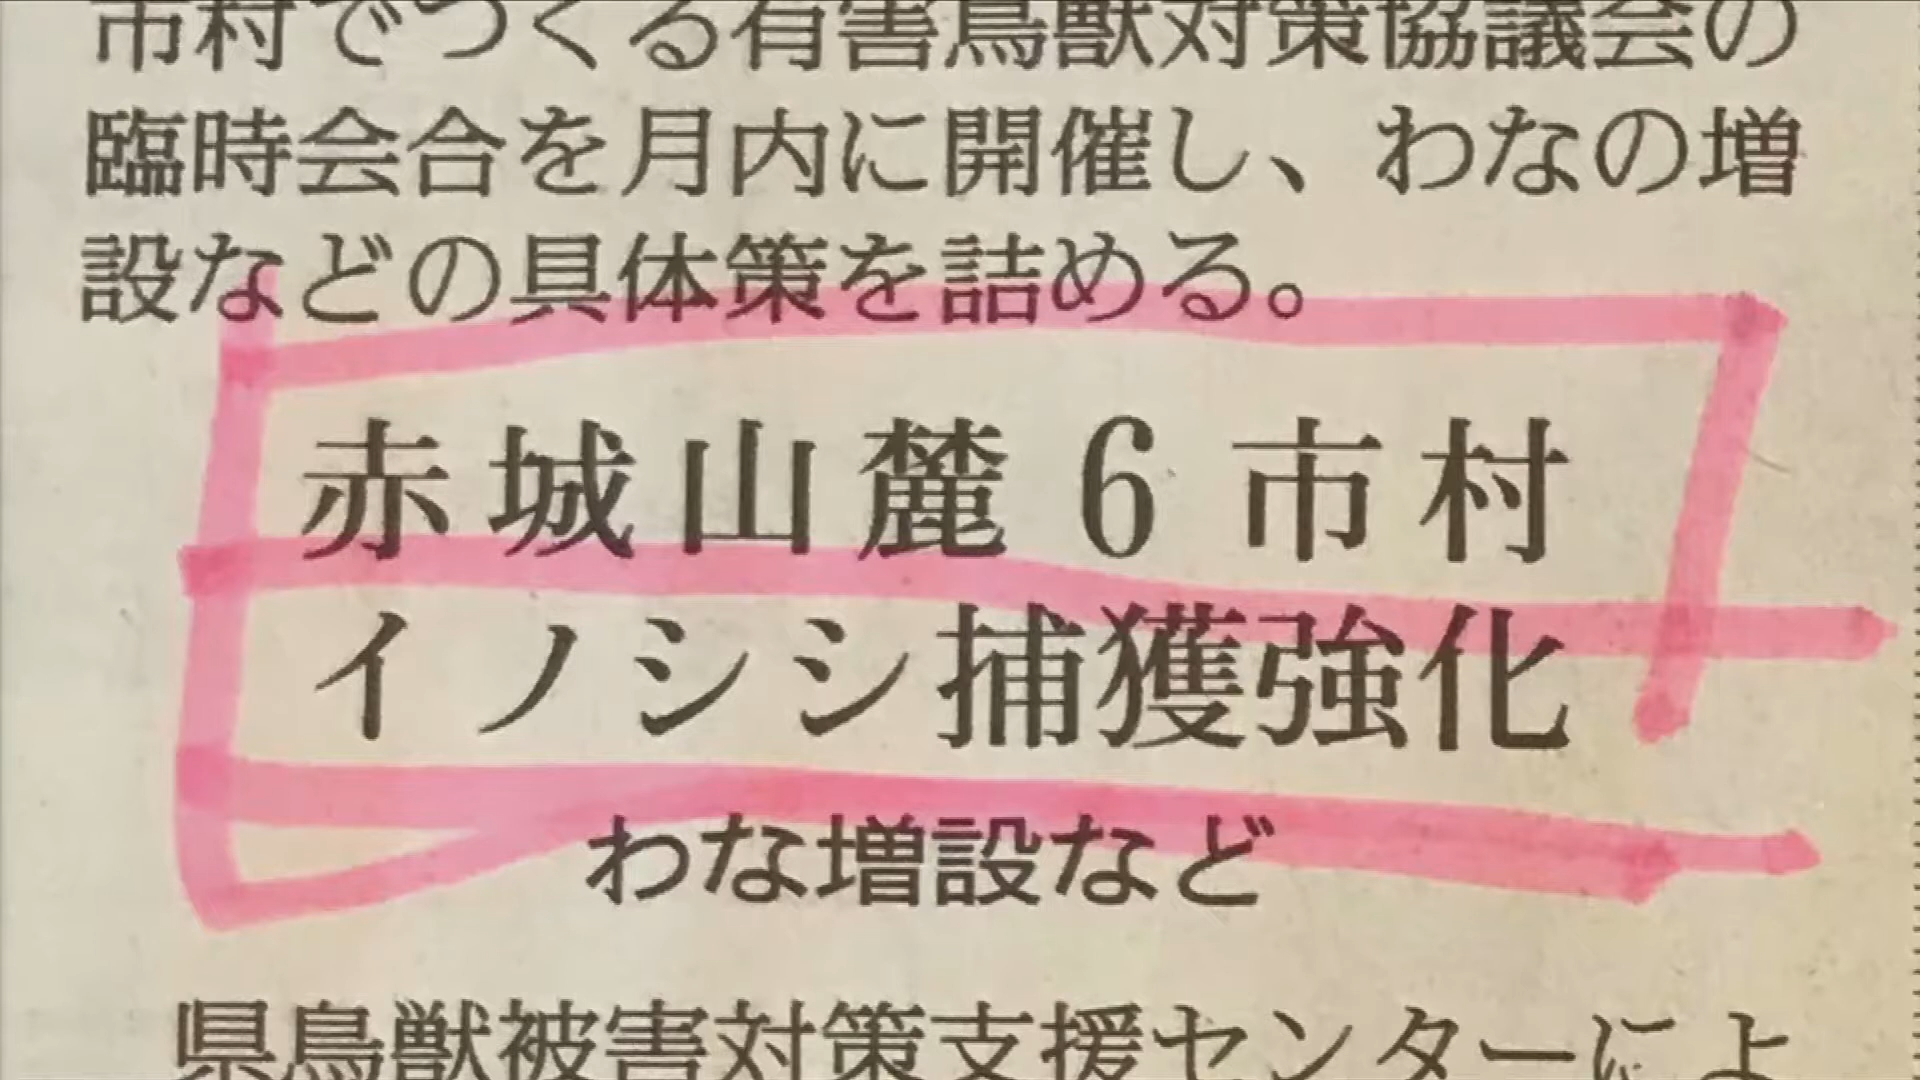 市村でつくる有害鳥獣対策協議会の
臨時会合を月内に開催し、わなの増
設などの具体策を詰める。
赤城山麓6市村
イノシシ捕獲強化
わな増設など
県鳥獣被害対策支援センターによ